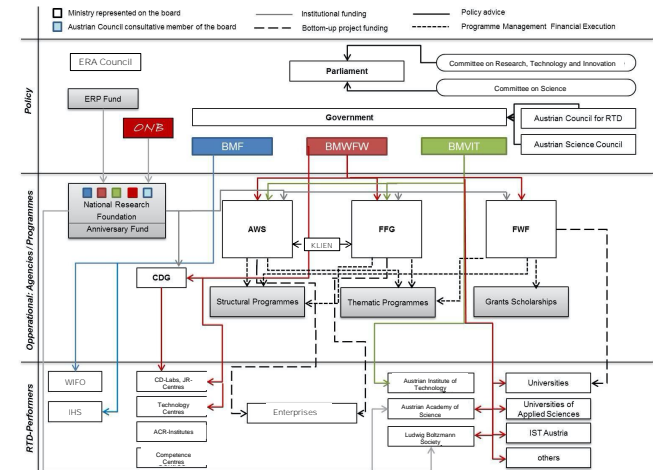 Ministry represented on the board
Austrian Council consultative member of the board
Institutional funding
Bottom-up project funding
Policy advice
Programme Management Financial Execution
Policy
ERA Council
Parliament
Committee on Research, Technology and Innovation
Committee on Science
ERP Fund
ONB
Government
Austrian Council for RTD
Austrian Science Council
BMF
BMWFW
BMVIT
Opperational: Agencies / Programmes
National Research
Foundation
Anniversary Fund
AWS
KLIEN
FFG
FWF
CDG
Structural Programmes
Thematic Programmes
Grants Scholarships
RTD-Performers
WIFO
IHS
CD-Labs, JR-
Centres
Technology
Centres
ACR-Institutes
Competence
Centres
Enterprises
Austrian Institute of
Technology
Austrian Academy of
Science
Ludwig Boltzmann
Society
Universities
Universities of
Applied Sciences
IST Austria
others